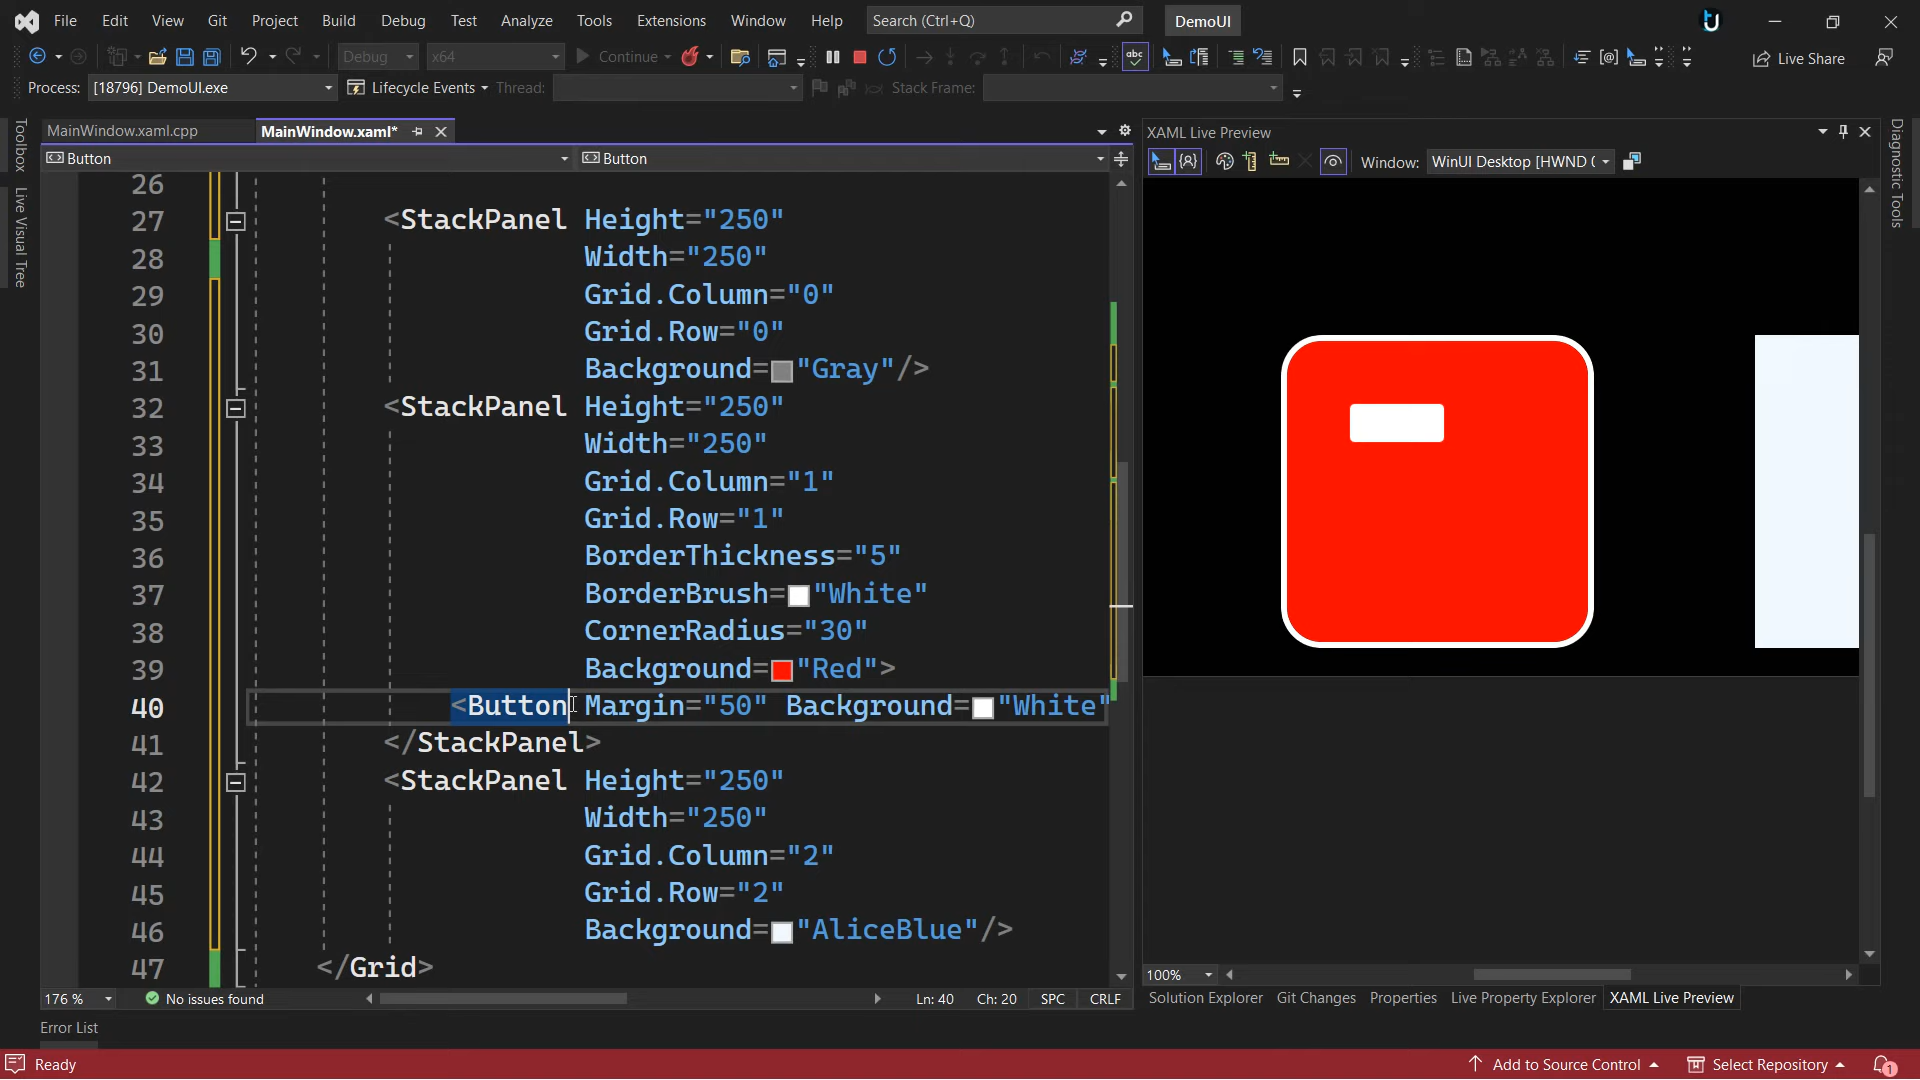 File Edit View Git Project Build Debug Test Analyze Tools Extensions Window Help Search (Ctrl+Q) DemoUI
Debug x64 Continue Live Share
Process: [18796] DemoUI.exe Lifecycle Events Thread: Stack Frame:
MainWindow.xaml.cpp MainWindow.xaml*
Button Button
Toolbox
Live Visual Tree
26
27 <StackPanel Height="250"
28 Width="250"
29 Grid.Column="0"
30 Grid.Row="0"
31 Background="Gray"/>
32 <StackPanel Height="250"
33 Width="250"
34 Grid.Column="1"
35 Grid.Row="1"
36 BorderThickness="5"
37 BorderBrush="White"
38 CornerRadius="30"
39 Background="Red">
40 <Button Margin="50" Background="White"
41 </StackPanel>
42 <StackPanel Height="250"
43 Width="250"
44 Grid.Column="2"
45 Grid.Row="2"
46 Background="AliceBlue"/>
47 </Grid>
176 % No issues found Ln: 40 Ch: 20 SPC CRLF
XAML Live Preview
Window: WinUI Desktop [HWND
100%
Solution Explorer Git Changes Properties Live Property Explorer XAML Live Preview
Diagnostic Tools
Error List
Ready Add to Source Control Select Repository 1